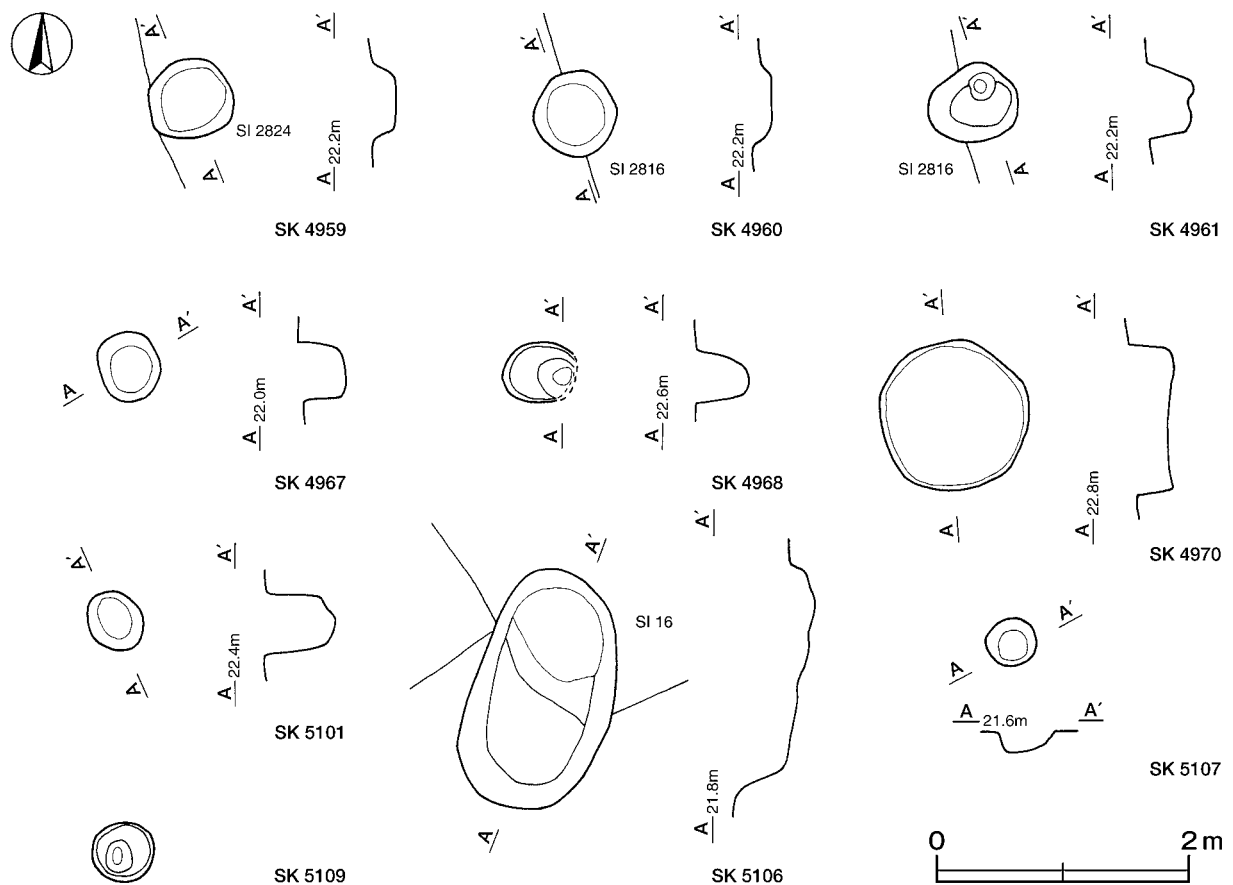 A´
A
SI 2824
A´
A 22.2m
SK 4959
A´
A
SI 2816
A´
A 22.2m
SK 4960
A´
A
SI 2816
A´
A 22.2m
SK 4961
A´
A
A´
A 22.0m
SK 4967
A´
A
A´
A 22.6m
SK 4968
A´
A
A´
A 22.8m
SK 4970
A´
A
A´
A 22.4m
SK 5101
A´
A
SI 16
A´
A 21.8m
SK 5106
A´
A
A 21.6m A´
SK 5107
SK 5109
0 2 m